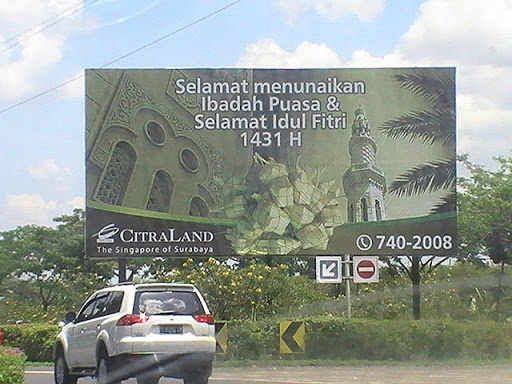 Selamat menunaikan
Ibadah Puasa &
Selamat Idul Fitri
1431 H
CITRALAND
The Singapore of Surabaya
740-2008